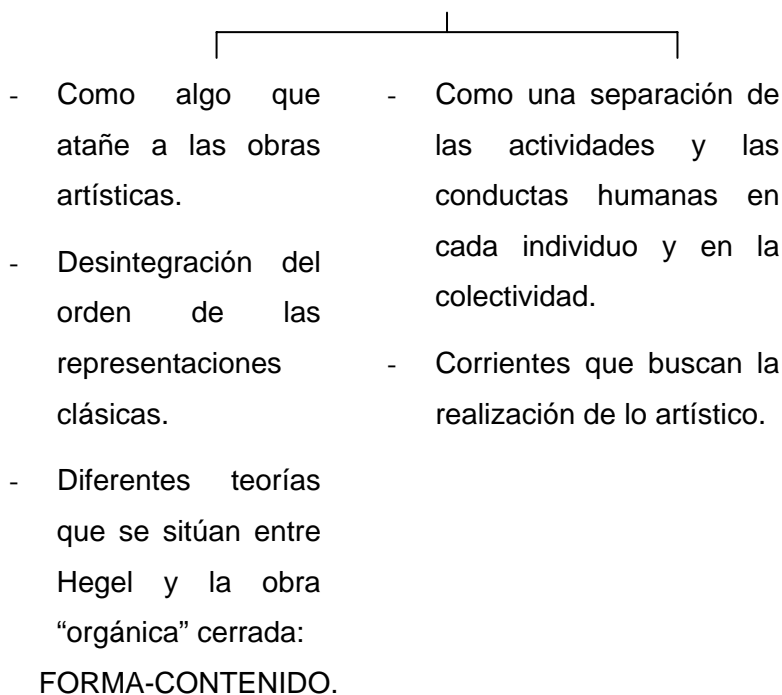 - Como algo que
atañe a las obras
artísticas.
- Desintegración del
orden de las
representaciones
clásicas.
- Diferentes teorías
que se sitúan entre
Hegel y la obra
“orgánica” cerrada:
FORMA-CONTENIDO.
- Como una separación de
las actividades y las
conductas humanas en
cada individuo y en la
colectividad.
- Corrientes que buscan la
realización de lo artístico.